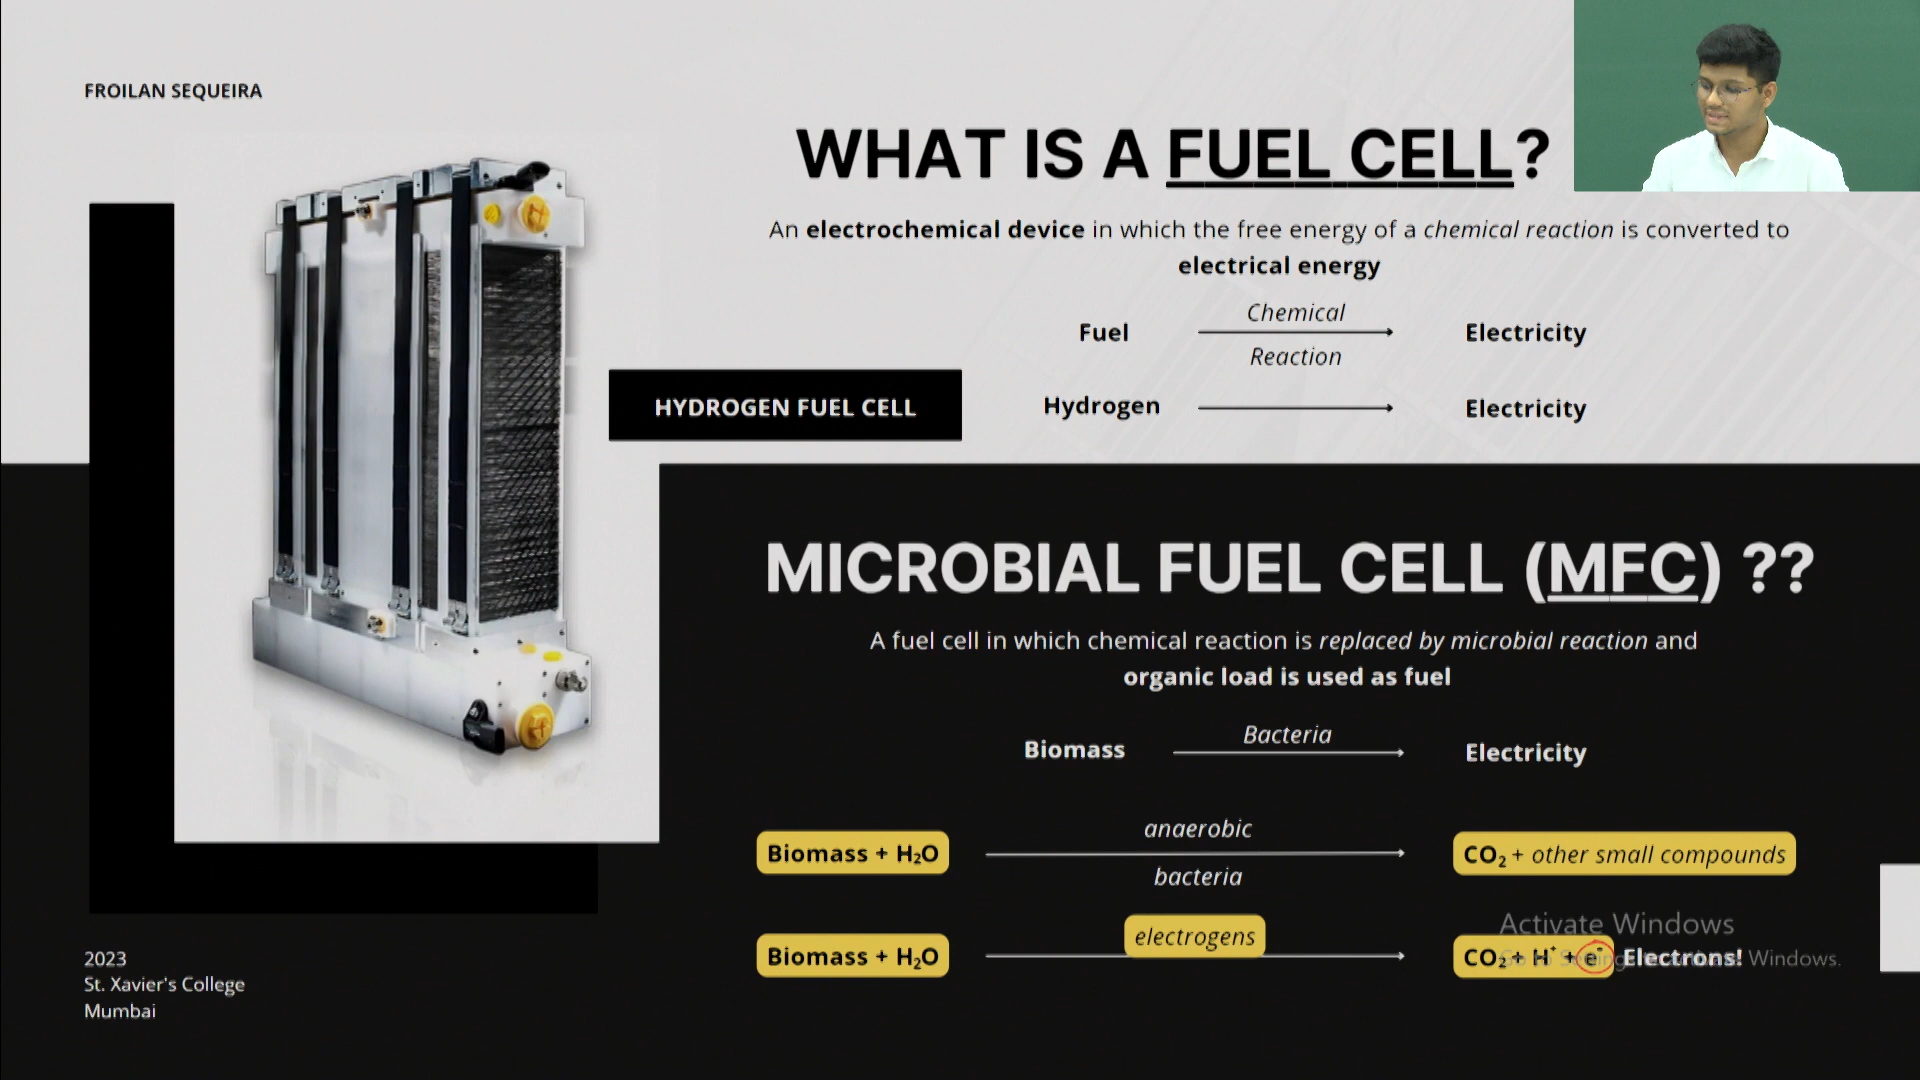 FROILAN SEQUEIRA
WHAT IS A FUEL CELL?
An electrochemical device in which the free energy of a chemical reaction is converted to
electrical energy
Fuel
Chemical
Reaction
Electricity
HYDROGEN FUEL CELL
Hydrogen
Electricity
MICROBIAL FUEL CELL (MFC) ??
A fuel cell in which chemical reaction is replaced by microbial reaction and
organic load is used as fuel
Biomass
Bacteria
Electricity
Biomass + H₂O
anaerobic
bacteria
CO₂ + other small compounds
Biomass + H₂O
electrogens
CO₂ + H⁺ + e⁻ Electrons!
Activate Windows
Windows.
2023
St. Xavier's College
Mumbai